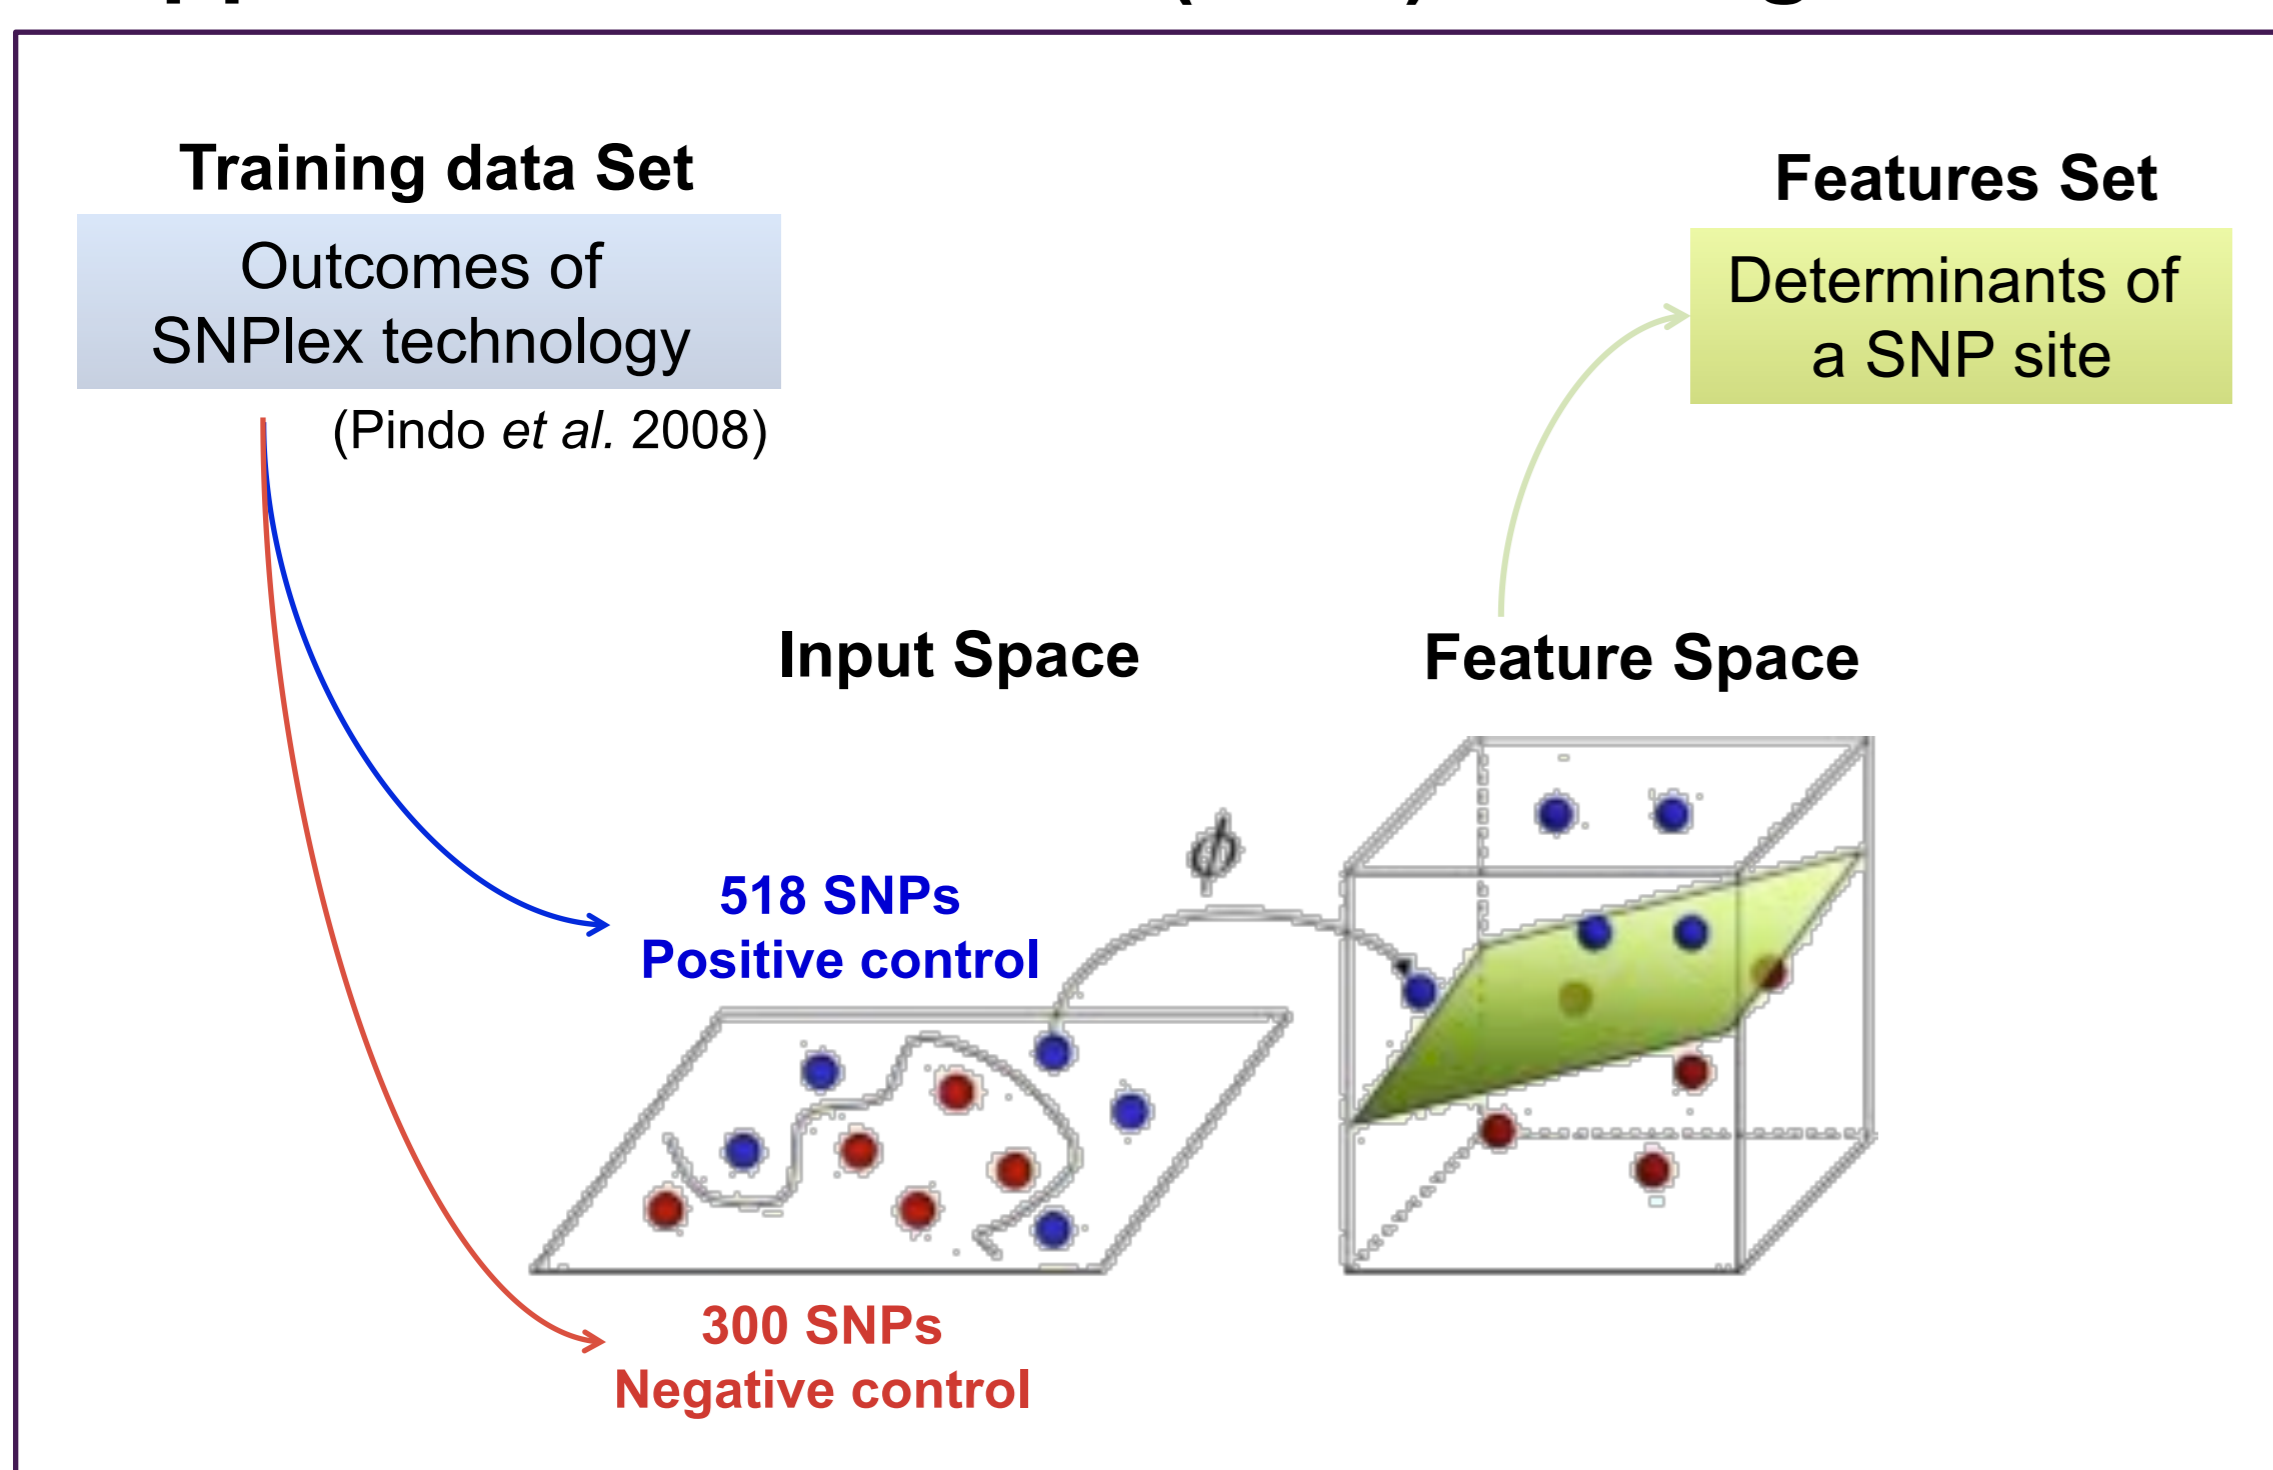 Training data Set
Outcomes of
SNPlex technology
(Pindo et al. 2008)
Features Set
Determinants of
a SNP site
Input Space
Feature Space
518 SNPs
Positive control
ϕ
300 SNPs
Negative control